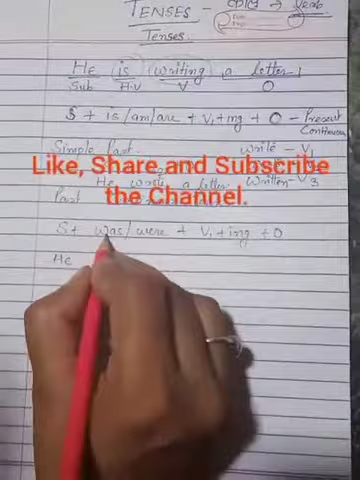 TENSES - → Verb
Tenses.
He is writing a letter
Sub H.V V O
S + is/am/are + V1 + ing + O - Present
Continuous
Simple Past write - V1
Like, Share and Subscribe
He wrote a letter written - V3
the Channel.
Past
S + was/were + V1 + ing + O
He